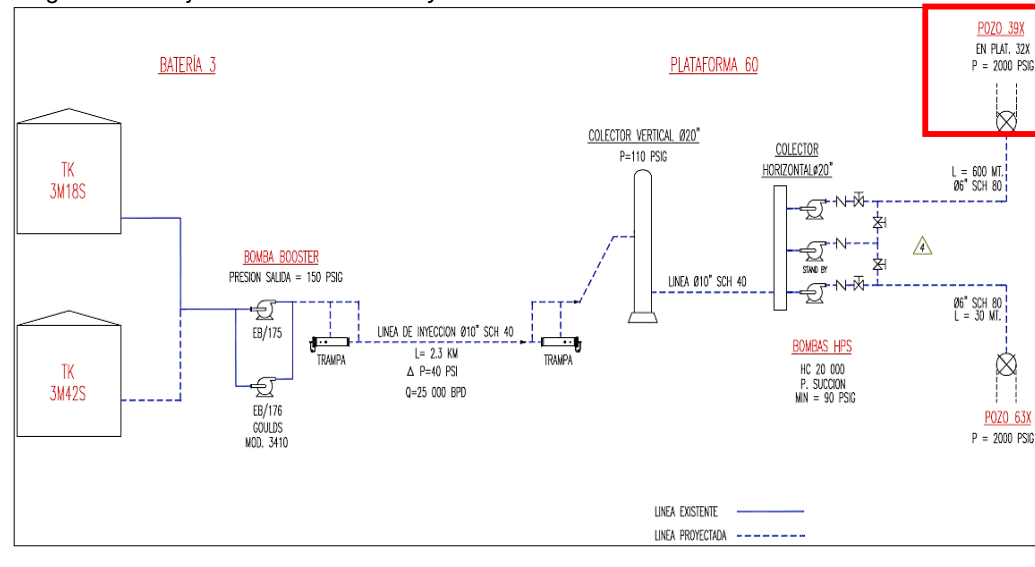 BATERÍA 3
PLATAFORMA 60
POZO 39X
EN PLAT. 32X
P = 2000 PSIG
TK
3M18S
TK
3M42S
BOMBA BOOSTER
PRESION SALIDA = 150 PSIG
EB/175
EB/176
GOULDS
MOD. 3410
TRAMPA
LINEA DE INYECCION Ø10" SCH 40
L= 2.3 KM
Δ P=40 PSI
Q=25 000 BPD
TRAMPA
COLECTOR VERTICAL Ø20"
P=110 PSIG
LINEA Ø10" SCH 40
COLECTOR
HORIZONTALØ20"
STAND BY
BOMBAS HPS
HC 20 000
P. SUCCION
MIN = 90 PSIG
L = 600 MT.
Ø6" SCH 80
4
Ø6" SCH 80
L = 30 MT.
POZO 63X
P = 2000 PSIG
LINEA EXISTENTE
LINEA PROYECTADA